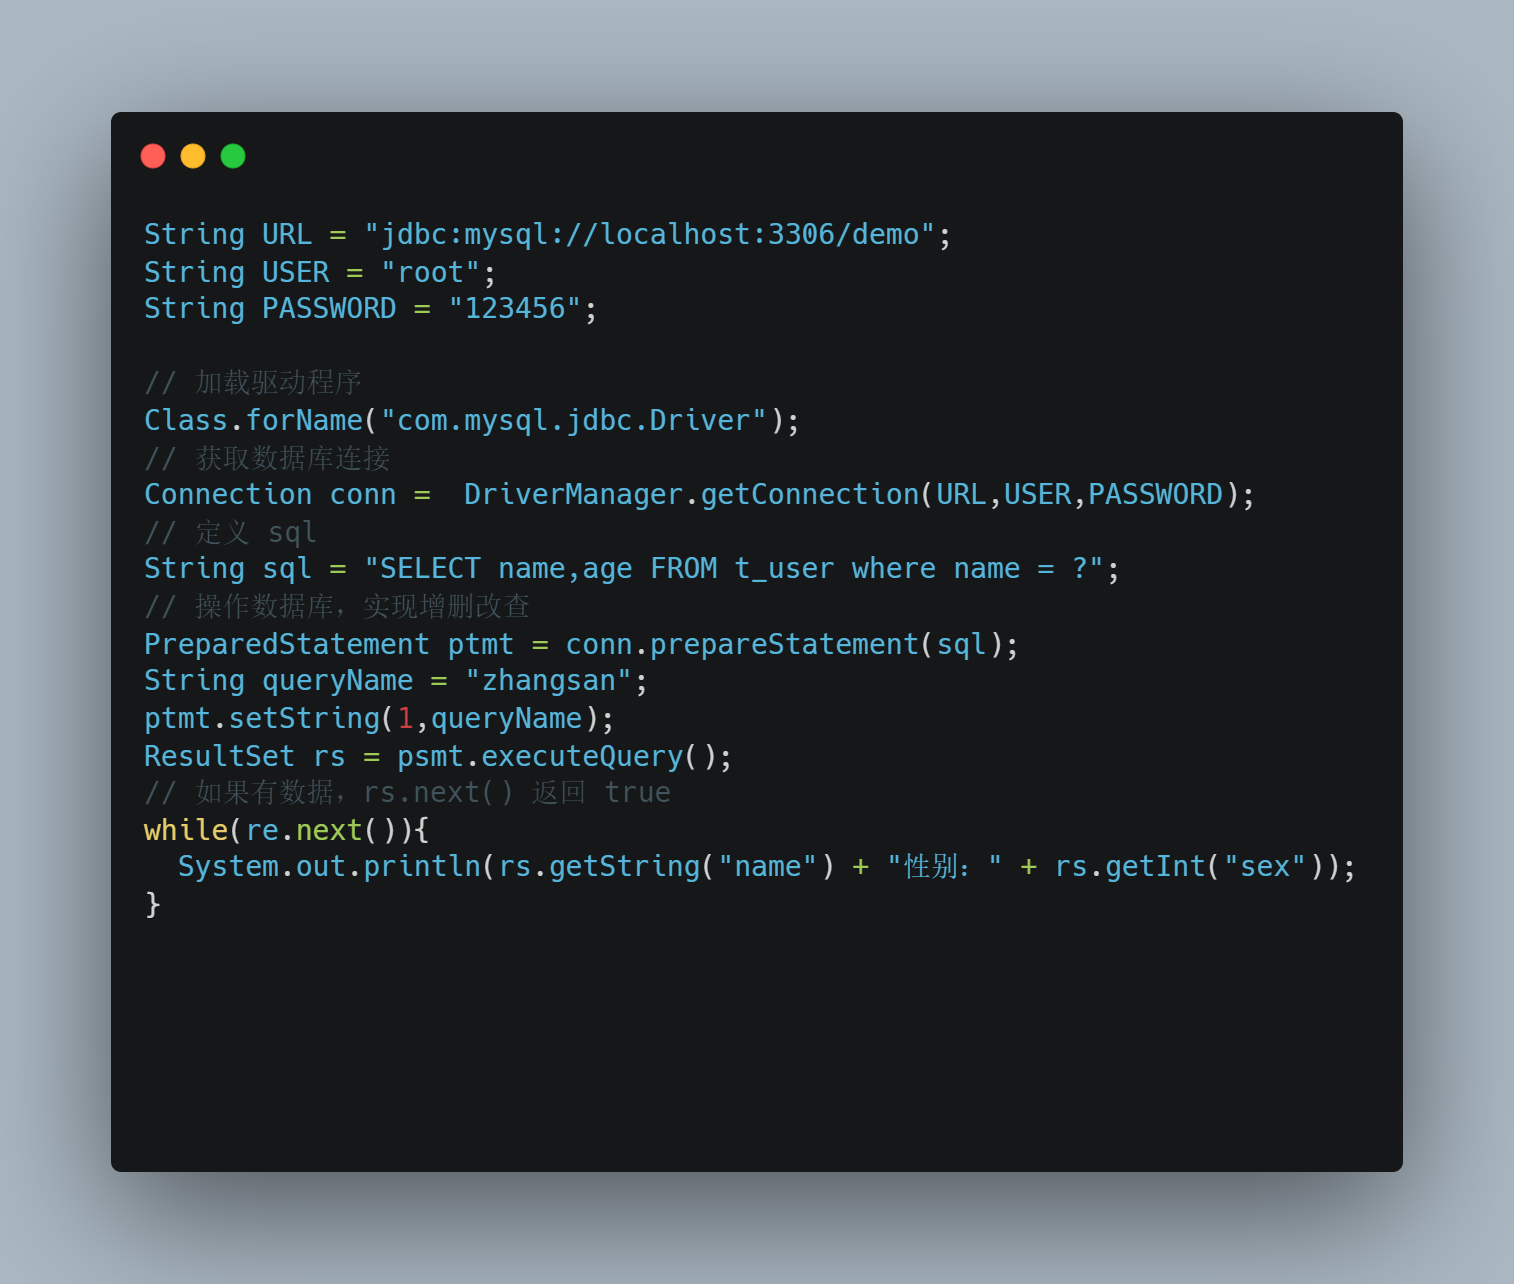 String URL = "jdbc:mysql://localhost:3306/demo";
String USER = "root";
String PASSWORD = "123456";
// 加载驱动程序
Class.forName("com.mysql.jdbc.Driver");
// 获取数据库连接
Connection conn =  DriverManager.getConnection(URL,USER,PASSWORD);
// 定义 sql
String sql = "SELECT name,age FROM t_user where name = ?";
// 操作数据库，实现增删改查
PreparedStatement ptmt = conn.prepareStatement(sql);
String queryName = "zhangsan";
ptmt.setString(1,queryName);
ResultSet rs = psmt.executeQuery();
// 如果有数据，rs.next() 返回 true
while(re.next()){
  System.out.println(rs.getString("name") + "性别：" + rs.getInt("sex"));
}